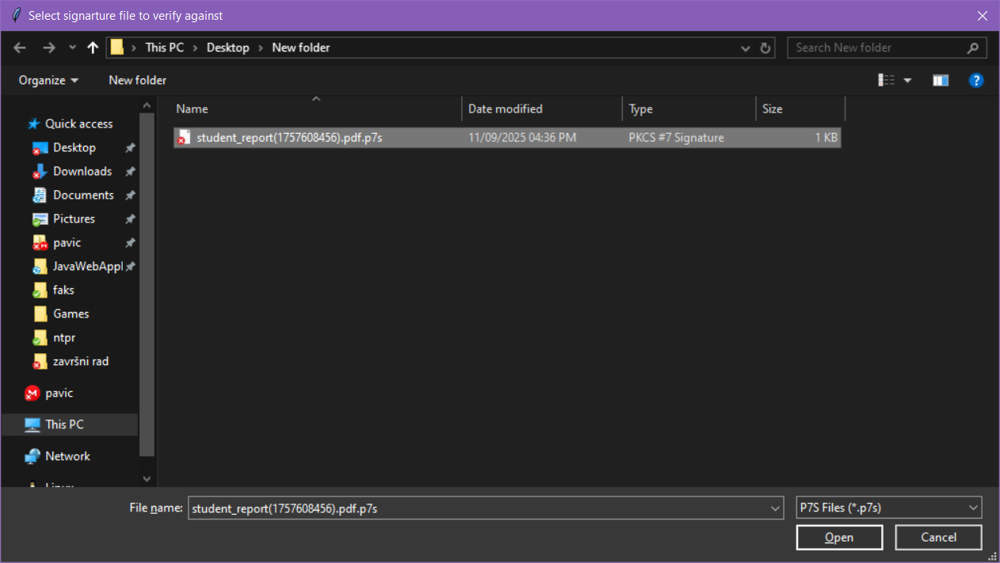 Select signarture file to verify against
This PC > Desktop > New folder
Search New folder
Organize
New folder
Name
Date modified
Type
Size
student_report(1757608456).pdf.p7s
11/09/2025 04:36 PM
PKCS #7 Signature
1 KB
Quick access
Desktop
Downloads
Documents
Pictures
pavic
JavaWebAppl
faks
Games
ntpr
završni rad
pavic
This PC
Network
Linux
File name:
student_report(1757608456).pdf.p7s
P7S Files (*.p7s)
Open
Cancel